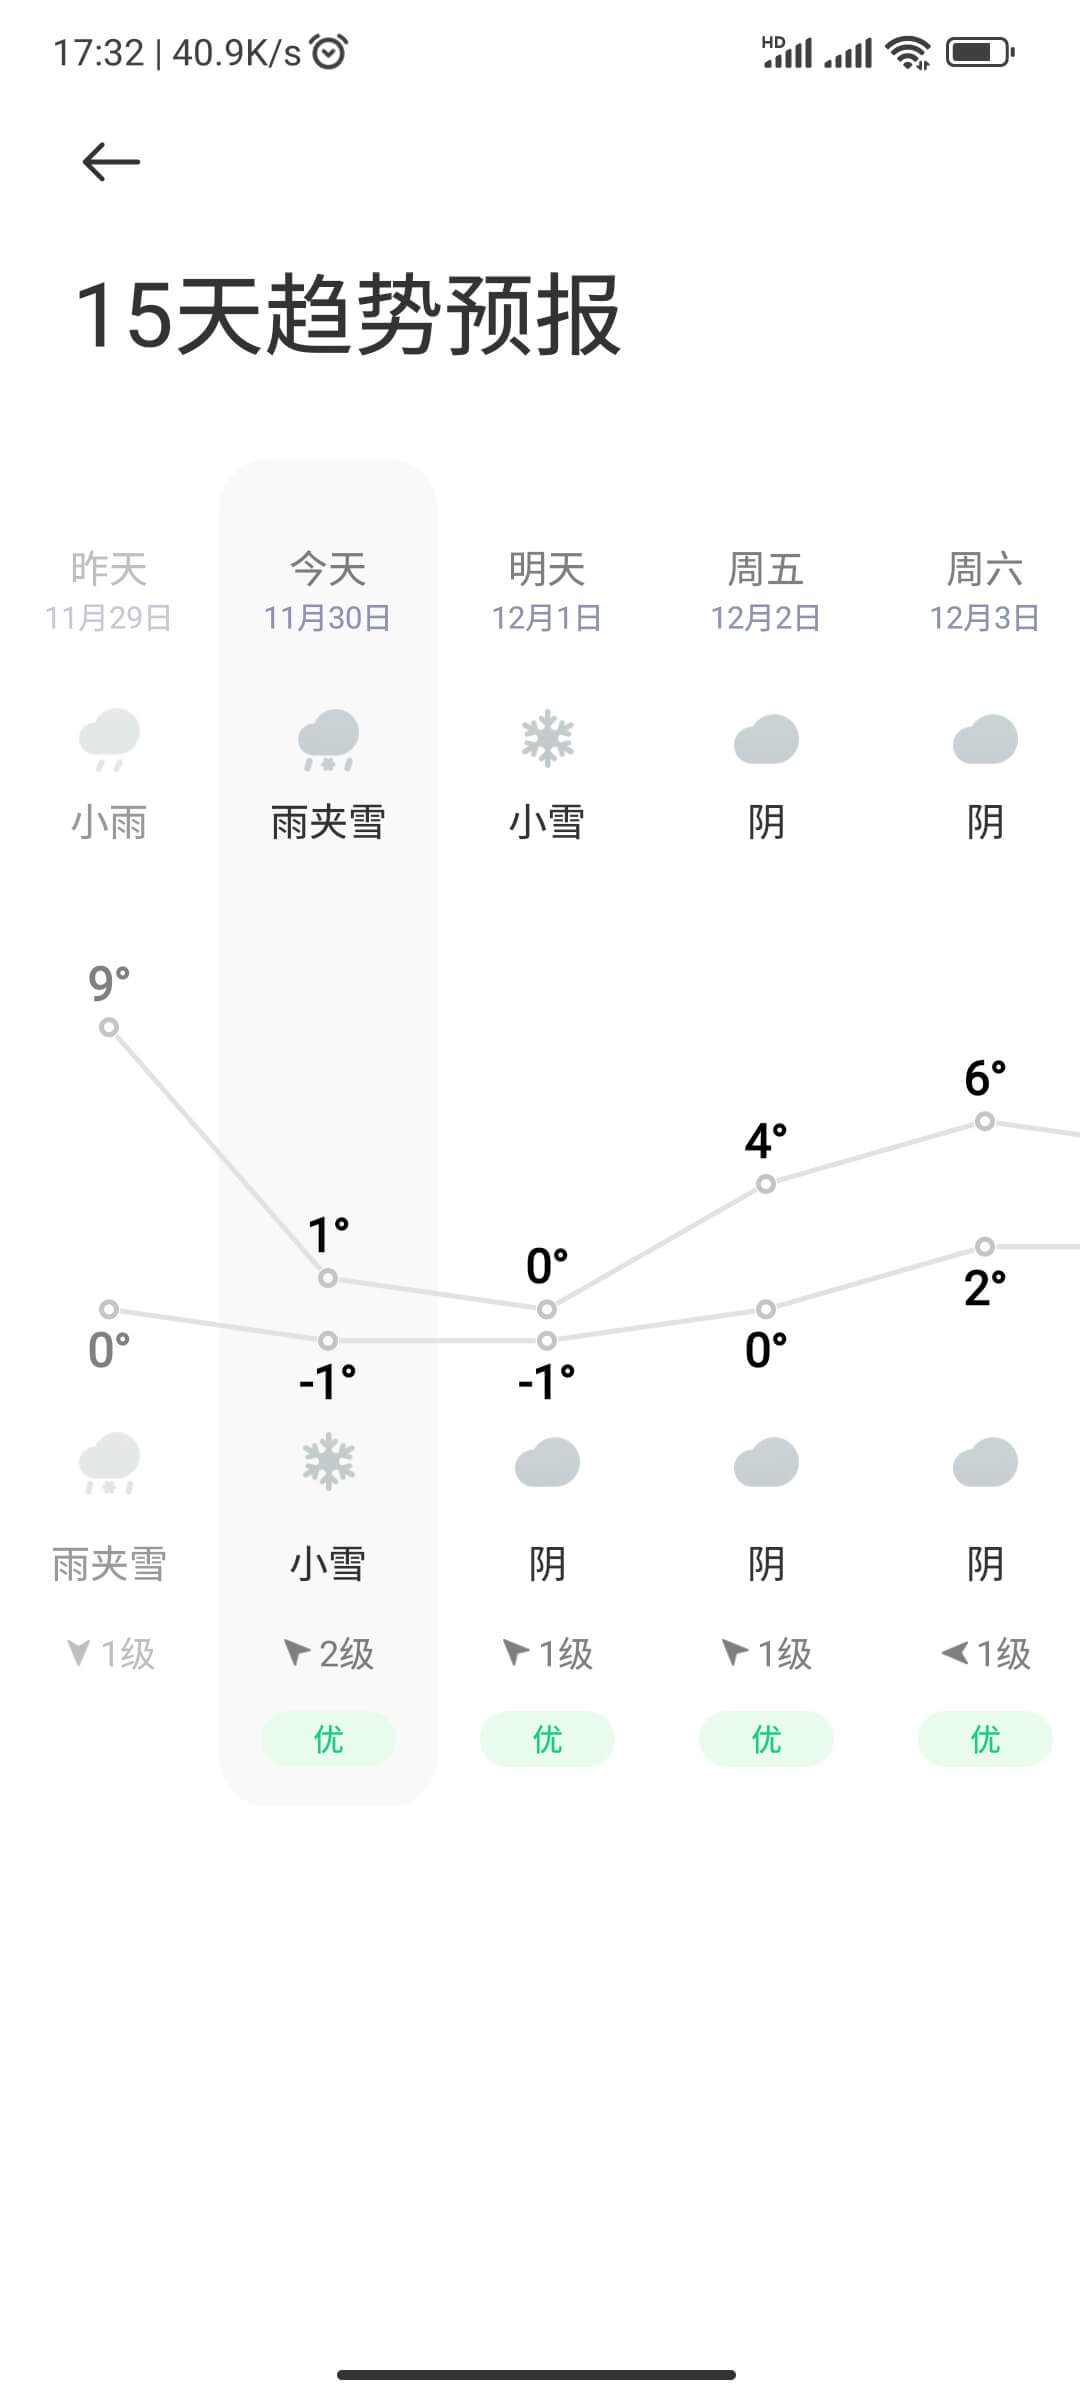 17:32 | 40.9K/s
HD
15天趋势预报
昨天 今天 明天 周五 周六
11月29日 11月30日 12月1日 12月2日 12月3日
小雨 雨夹雪 小雪 阴 阴
9°
6°
4°
1°
0°
2°
0° 0°
-1° -1°
雨夹雪 小雪 阴 阴 阴
1级 2级 1级 1级 1级
优 优 优 优